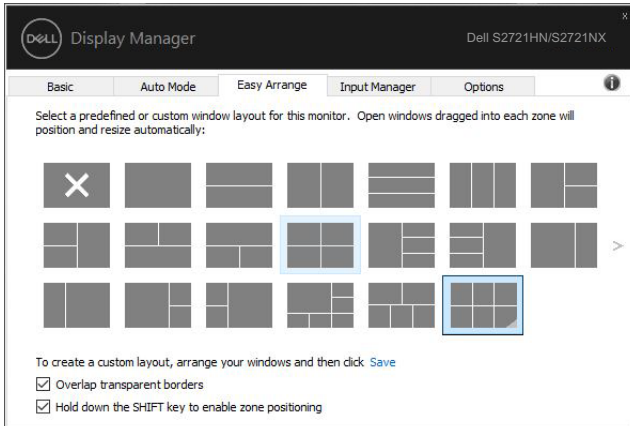 x
DELL Display Manager
Dell S2721HN/S2721NX
Basic Auto Mode Easy Arrange Input Manager Options
Select a predefined or custom window layout for this monitor. Open windows dragged into each zone will
position and resize automatically:
To create a custom layout, arrange your windows and then click Save
Overlap transparent borders
Hold down the SHIFT key to enable zone positioning